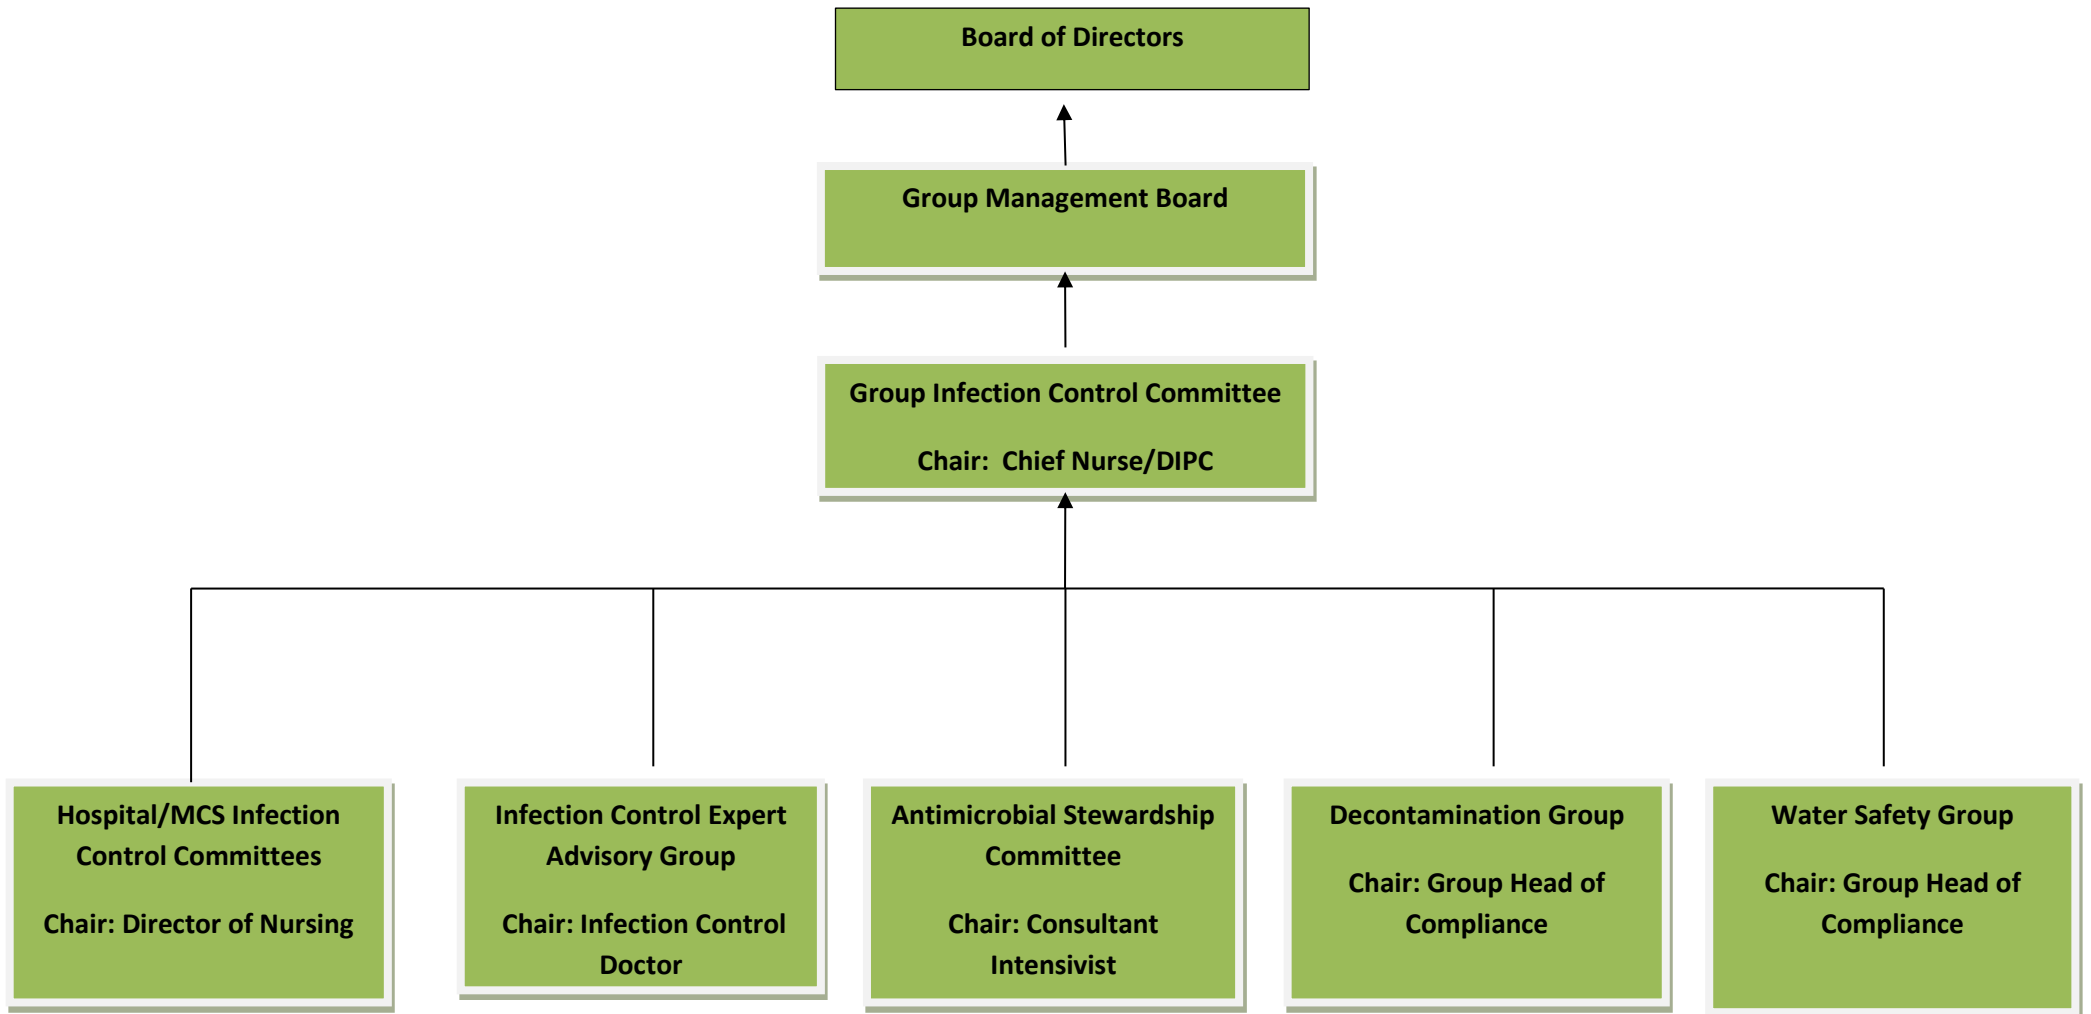 Board of Directors
Group Management Board
Group Infection Control Committee
Chair:  Chief Nurse/DIPC
Hospital/MCS Infection
Control Committees
Chair: Director of Nursing
Infection Control Expert
Advisory Group
Chair: Infection Control
Doctor
Antimicrobial Stewardship
Committee
Chair: Consultant
Intensivist
Decontamination Group
Chair: Group Head of
Compliance
Water Safety Group
Chair: Group Head of
Compliance